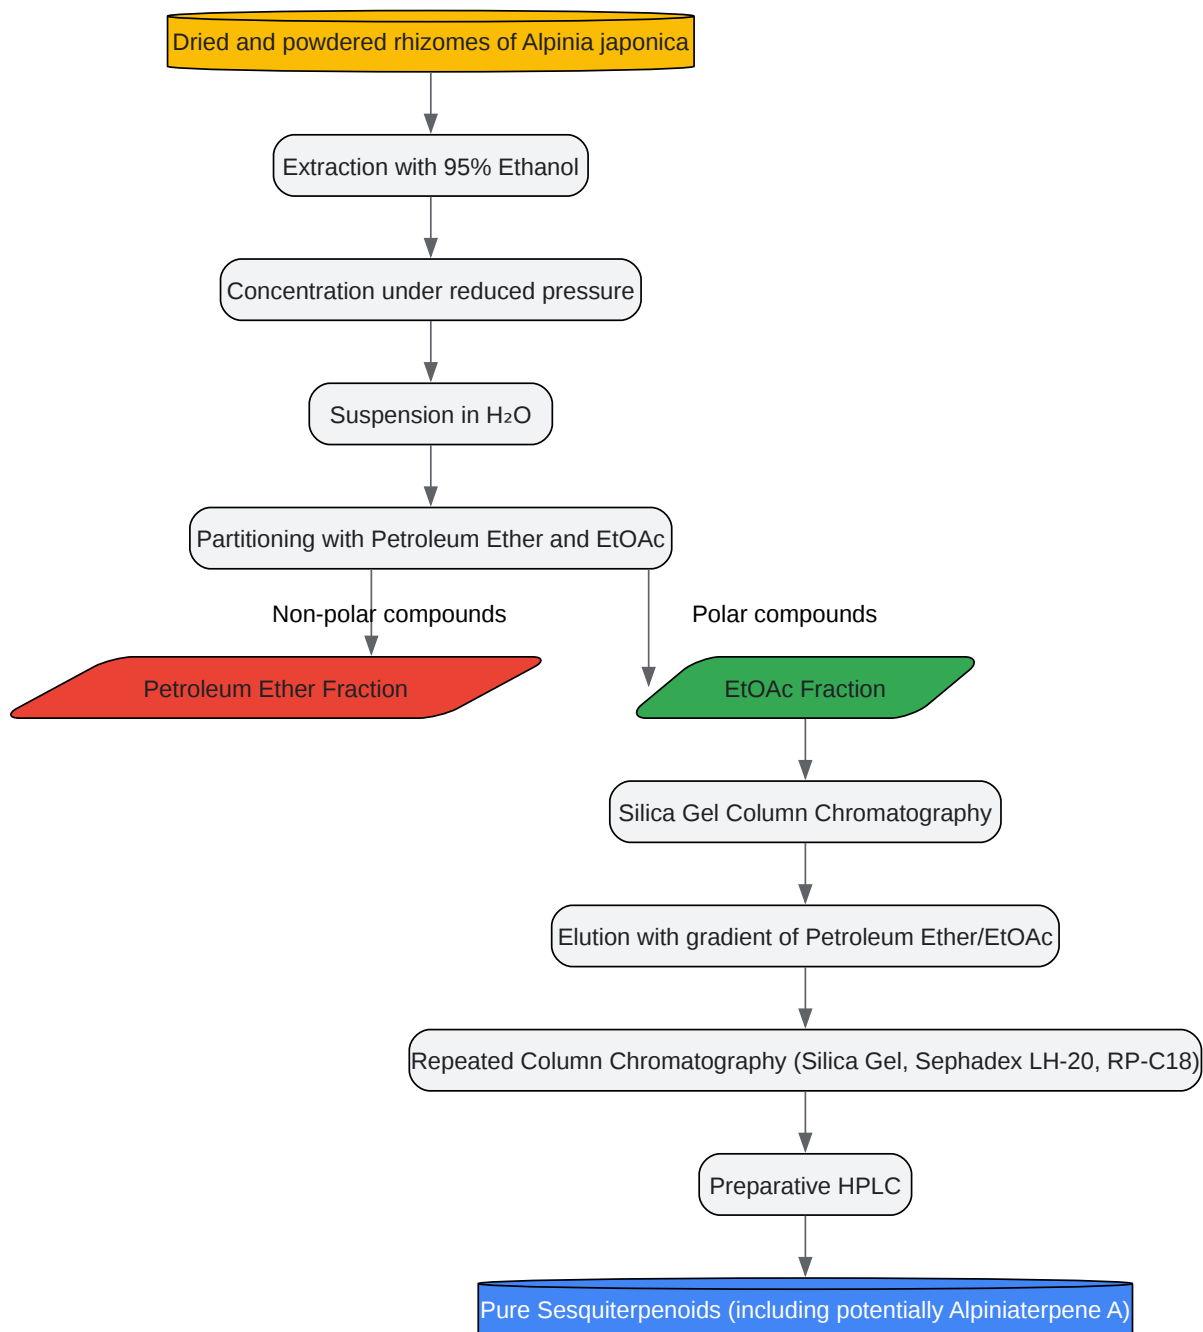 Dried and powdered rhizomes of Alpinia japonica
Extraction with 95% Ethanol
Concentration under reduced pressure
Suspension in H₂O
Partitioning with Petroleum Ether and EtOAc
Non-polar compounds
Polar compounds
Petroleum Ether Fraction
EtOAc Fraction
Silica Gel Column Chromatography
Elution with gradient of Petroleum Ether/EtOAc
Repeated Column Chromatography (Silica Gel, Sephadex LH-20, RP-C18)
Preparative HPLC
Pure Sesquiterpenoids (including potentially Alpiniaterpene A)